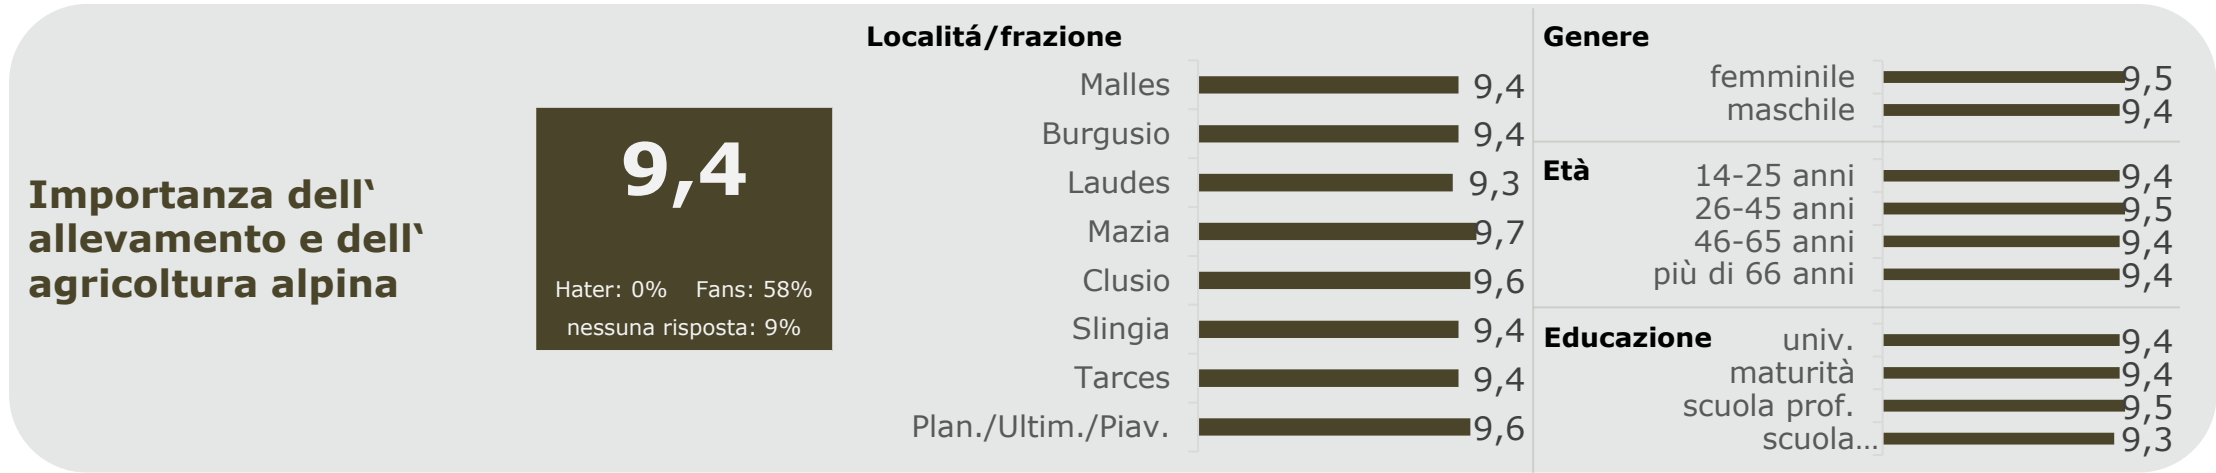 Importanza dell‘
allevamento e dell‘
agricoltura alpina
9,4
Hater: 0% Fans: 58%
nessuna risposta: 9%
Localitá/frazione
Malles 9,4
Burgusio 9,4
Laudes 9,3
Mazia 9,7
Clusio 9,6
Slingia 9,4
Tarces 9,4
Plan./Ultim./Piav. 9,6
Genere
femminile 9,5
maschile 9,4
Età
14-25 anni 9,4
26-45 anni 9,5
46-65 anni 9,4
più di 66 anni 9,4
Educazione
univ. 9,4
maturità 9,4
scuola prof. 9,5
scuola… 9,3